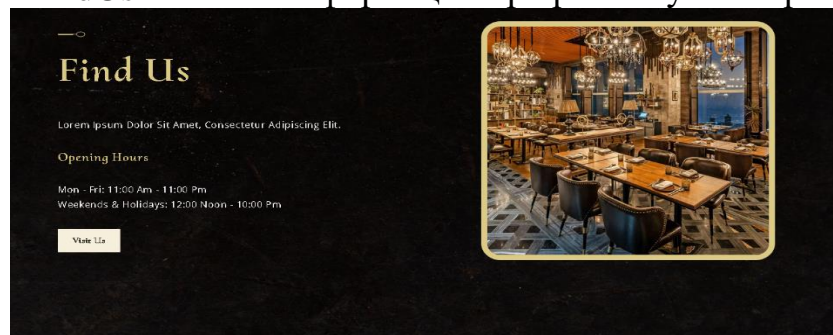 Find Us
Lorem Ipsum Dolor Sit Amet, Consectetur Adipiscing Elit.
Opening Hours
Mon - Fri: 11:00 Am - 11:00 Pm
Weekends & Holidays: 12:00 Noon - 10:00 Pm
Visit Us